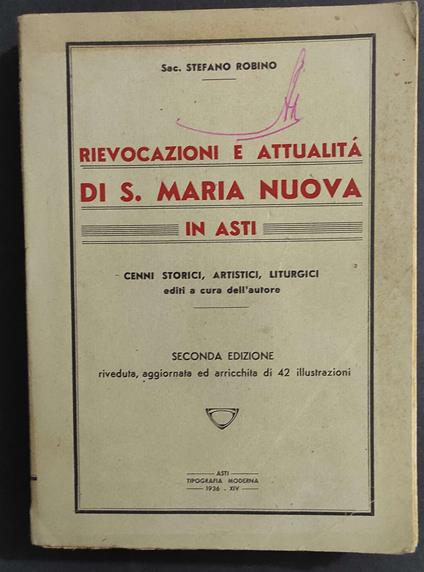 Sac. STEFANO ROBINO
RIEVOCAZIONI E ATTUALITÁ
DI S. MARIA NUOVA
IN ASTI
CENNI STORICI, ARTISTICI, LITURGICI
editi a cura dell'autore
SECONDA EDIZIONE
riveduta, aggiornata ed arricchita di 42 illustrazioni
ASTI
TIPOGRAFIA MODERNA
1936 - XIV